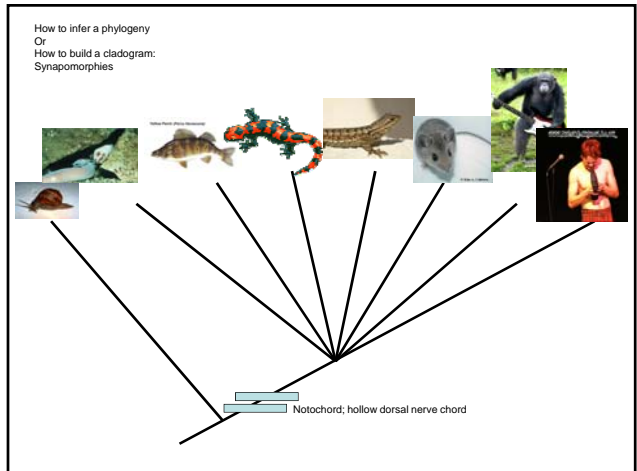 How to infer a phylogeny
Or
How to build a cladogram:
Synapomorphies
Notochord; hollow dorsal nerve chord